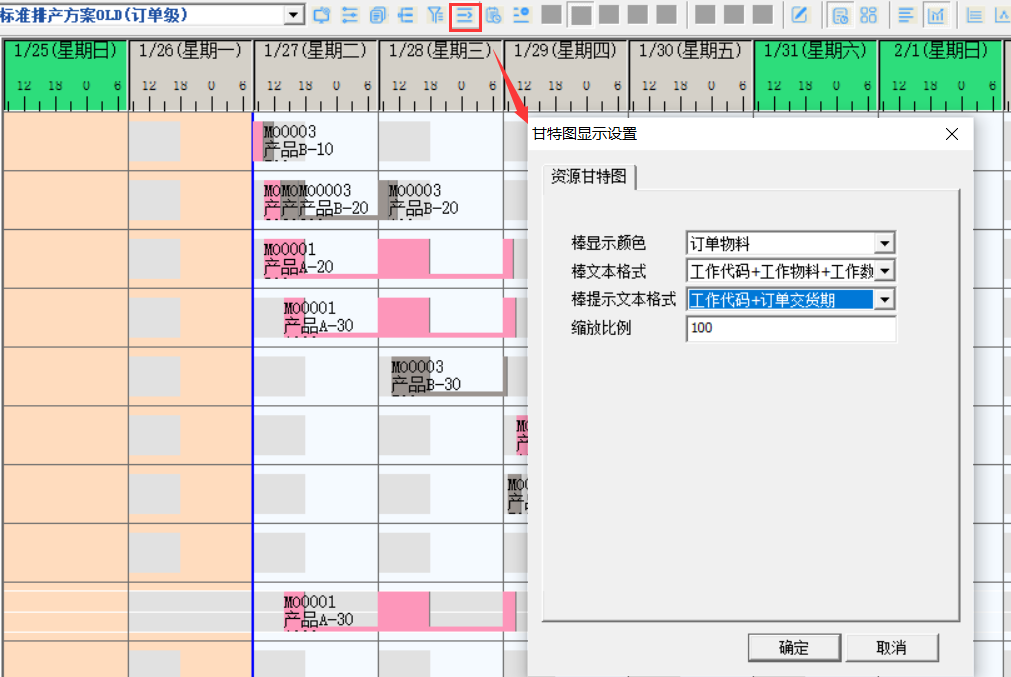 标准排产方案OLD(订单级)
1/25(星期日) 1/26(星期一) 1/27(星期二) 1/28(星期三) 1/29(星期四) 1/30(星期五) 1/31(星期六) 2/1(星期日)
12 18 0 6 12 18 0 6 12 18 0 6 12 18 0 6 12 18 0 6 12 18 0 6 12 18 0 6 12 18 0 6
甘特图显示设置
资源甘特图
棒显示颜色 订单物料
棒文本格式 工作代码+工作物料+工作数
棒提示文本格式 工作代码+订单交货期
缩放比例 100
确定 取消
MO0003
产品B-10
MOMOMO0003 MO0003
产产产品B-20 产品B-20
MO0001
产品A-20
MO0001
产品A-30
MO0003
产品B-30
MO0001
产品A-30